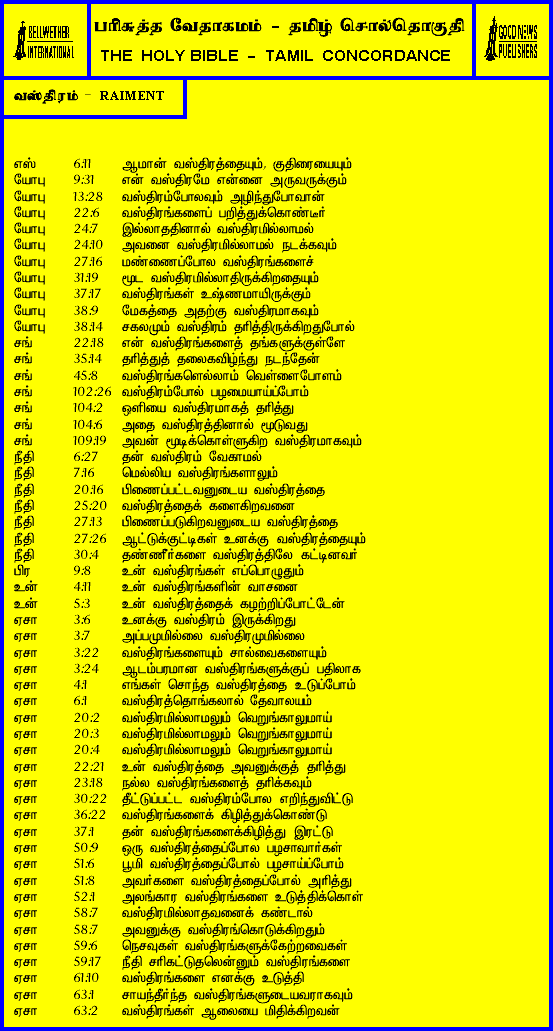 BELLWETHER
INTERNATIONAL
பரிசுத்த வேதாகமம் - தமிழ் சொல்தொகுதி
THE HOLY BIBLE - TAMIL CONCORDANCE
GOOD NEWS
PUBLISHERS
வஸ்திரம் - RAIMENT
எஸ் 6:11 ஆமான் வஸ்திரத்தையும், குதிரையையும்
யோபு 9:31 என் வஸ்திரமே என்னை அருவருக்கும்
யோபு 13:28 வஸ்திரம்போலவும் அழிந்துபோவான்
யோபு 22:6 வஸ்திரங்களைப் பறித்துக்கொண்டீர்
யோபு 24:7 இல்லாததினால் வஸ்திரமில்லாமல்
யோபு 24:10 அவனை வஸ்திரமில்லாமல் நடக்கவும்
யோபு 27:16 மண்ணைப்போல வஸ்திரங்களைச்
யோபு 31:19 மூட வஸ்திரமில்லாதிருக்கிறதையும்
யோபு 37:17 வஸ்திரங்கள் உஷ்ணமாயிருக்கும்
யோபு 38:9 மேகத்தை அதற்கு வஸ்திரமாகவும்
யோபு 38:14 சகலமும் வஸ்திரம் தரித்திருக்கிறதுபோல்
சங் 22:18 என் வஸ்திரங்களைத் தங்களுக்குள்ளே
சங் 35:14 தரித்துத் தலைகவிழ்ந்து நடந்தேன்
சங் 45:8 வஸ்திரங்களெல்லாம் வெள்ளைபோளம்
சங் 102:26 வஸ்திரம்போல் பழமையாய்ப்போம்
சங் 104:2 ஒளியை வஸ்திரமாகத் தரித்து
சங் 104:6 அதை வஸ்திரத்தினால் மூடுவது
சங் 109:19 அவன் மூடிக்கொள்ளுகிற வஸ்திரமாகவும்
நீதி 6:27 தன் வஸ்திரம் வேகாமல்
நீதி 7:16 மெல்லிய வஸ்திரங்களாலும்
நீதி 20:16 பிணைப்பட்டவனுடைய வஸ்திரத்தை
நீதி 25:20 வஸ்திரத்தைக் களைகிறவனை
நீதி 27:13 பிணைப்படுகிறவனுடைய வஸ்திரத்தை
நீதி 27:26 ஆட்டுக்குட்டிகள் உனக்கு வஸ்திரத்தையும்
நீதி 30:4 தண்ணீர்களை வஸ்திரத்திலே கட்டினவர்
பிர 9:8 உன் வஸ்திரங்கள் எப்பொழுதும்
உன் 4:11 உன் வஸ்திரங்களின் வாசனை
உன் 5:3 உன் வஸ்திரத்தைக் கழற்றிப்போட்டேன்
ஏசா 3:6 உனக்கு வஸ்திரம் இருக்கிறது
ஏசா 3:7 அப்பமுமில்லை வஸ்திரமுமில்லை
ஏசா 3:22 வஸ்திரங்களையும் சால்வைகளையும்
ஏசா 3:24 ஆடம்பரமான வஸ்திரங்களுக்குப் பதிலாக
ஏசா 4:1 எங்கள் சொந்த வஸ்திரத்தை உடுப்போம்
ஏசா 6:1 வஸ்திரத்தொங்கலால் தேவாலயம்
ஏசா 20:2 வஸ்திரமில்லாமலும் வெறுங்காலுமாய்
ஏசா 20:3 வஸ்திரமில்லாமலும் வெறுங்காலுமாய்
ஏசா 20:4 வஸ்திரமில்லாமலும் வெறுங்காலுமாய்
ஏசா 22:21 உன் வஸ்திரத்தை அவனுக்குத் தரித்து
ஏசா 23:18 நல்ல வஸ்திரங்களைத் தரிக்கவும்
ஏசா 30:22 தீட்டுப்பட்ட வஸ்திரம்போல எறிந்துவிட்டு
ஏசா 36:22 வஸ்திரங்களைக் கிழித்துக்கொண்டு
ஏசா 37:1 தன் வஸ்திரங்களைக்கிழித்து இரட்டு
ஏசா 50:9 ஒரு வஸ்திரத்தைப்போல பழசாவார்கள்
ஏசா 51:6 பூமி வஸ்திரத்தைப்போல் பழசாய்ப்போம்
ஏசா 51:8 அவர்களை வஸ்திரத்தைப்போல் அரித்து
ஏசா 52:1 அலங்கார வஸ்திரங்களை உடுத்திக்கொள்
ஏசா 58:7 வஸ்திரமில்லாதவனைக் கண்டால்
ஏசா 58:7 அவனுக்கு வஸ்திரங்கொடுக்கிறதும்
ஏசா 59:6 நெசவுகள் வஸ்திரங்களுக்கேற்றவைகள்
ஏசா 59:17 நீதி சரிகட்டுதலென்னும் வஸ்திரங்களை
ஏசா 61:10 வஸ்திரங்களை எனக்கு உடுத்தி
ஏசா 63:1 சாயந்தீர்ந்த வஸ்திரங்களுடையவராகவும்
ஏசா 63:2 வஸ்திரங்கள் ஆலையை மிதிக்கிறவன்